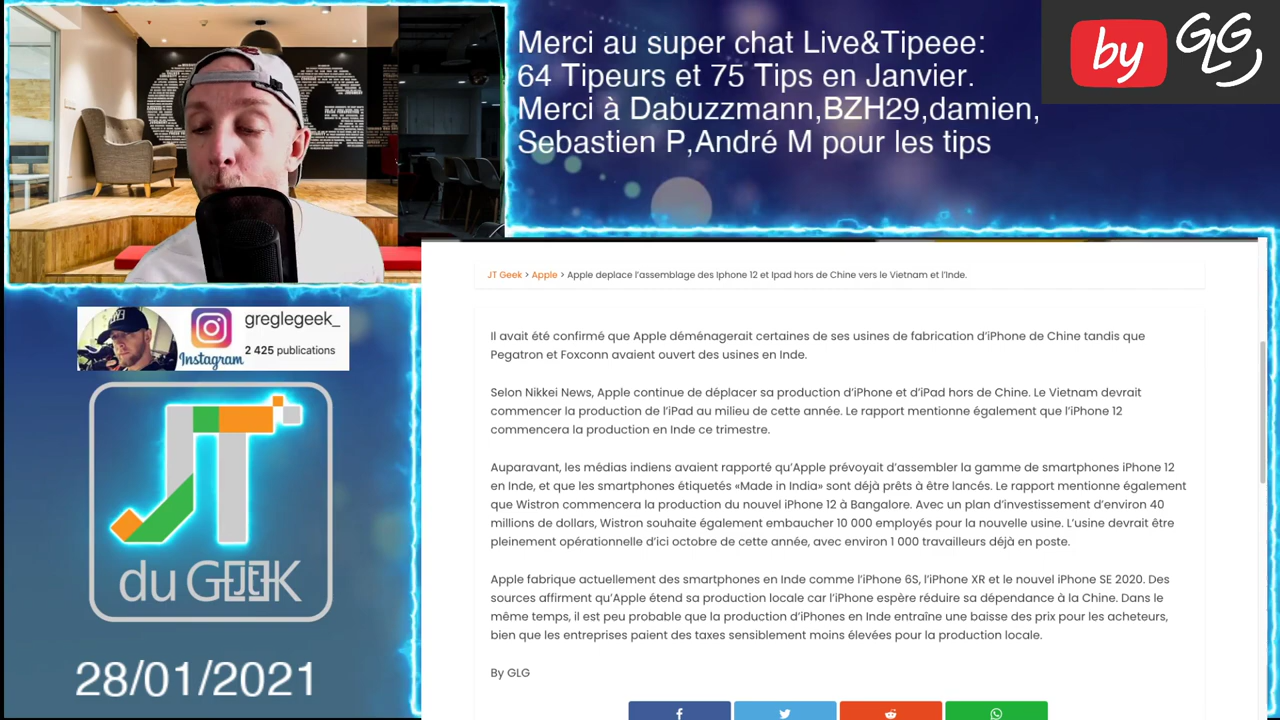 Merci au super chat Live&Tipeee:
64 Tipeurs et 75 Tips en Janvier.
Merci à Dabuzzmann,BZH29,damien,
Sebastien P,Andre M pour les tips
by GLG
greglegeek_
Instagram
2 425 publications
JT
du GEEK
28/01/2021
JT Geek > Apple > Apple deplace l'assemblage des Iphone 12 et Ipad hors de Chine vers le Vietnam et l'Inde.
Il avait été confirmé que Apple déménagerait certaines de ses usines de fabrication d'iPhone de Chine tandis que
Pegatron et Foxconn avaient ouvert des usines en Inde.
Selon Nikkei News, Apple continue de déplacer sa production d'iPhone et d'iPad hors de Chine. Le Vietnam devrait
commencer la production de l'iPad au milieu de cette année. Le rapport mentionne également que l'iPhone 12
commencera la production en Inde ce trimestre.
Auparavant, les médias indiens avaient rapporté qu'Apple prévoyait d'assembler la gamme de smartphones iPhone 12
en Inde, et que les smartphones étiquetés «Made in India» sont déjà prêts à être lancés. Le rapport mentionne également
que Wistron commencera la production du nouvel iPhone 12 à Bangalore. Avec un plan d'investissement d'environ 40
millions de dollars, Wistron souhaite également embaucher 10 000 employés pour la nouvelle usine. L'usine devrait être
pleinement opérationnelle d'ici octobre de cette année, avec environ 1 000 travailleurs déjà en poste.
Apple fabrique actuellement des smartphones en Inde comme l'iPhone 6S, l'iPhone XR et le nouvel iPhone SE 2020. Des
sources affirment qu'Apple étend sa production locale car l'iPhone espère réduire sa dépendance à la Chine. Dans le
même temps, il est peu probable que la production d'iPhones en Inde entraîne une baisse des prix pour les acheteurs,
bien que les entreprises paient des taxes sensiblement moins élevées pour la production locale.
By GLG